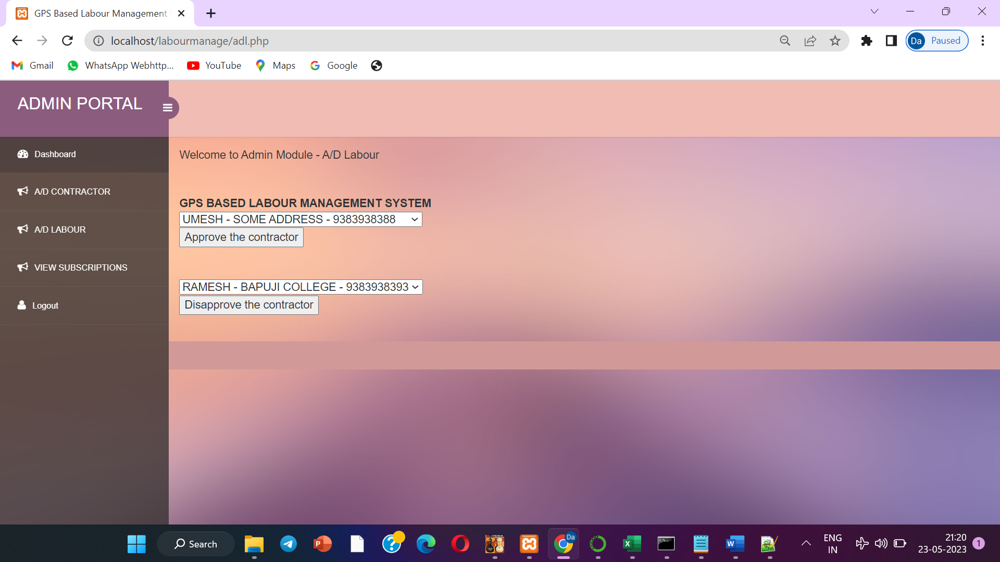 GPS Based Labour Management
localhost/labourmanage/adl.php
Da Paused
Gmail
WhatsApp Webhttp...
YouTube
Maps
Google
ADMIN PORTAL
Dashboard
A/D CONTRACTOR
A/D LABOUR
VIEW SUBSCRIPTIONS
Logout
Welcome to Admin Module - A/D Labour
GPS BASED LABOUR MANAGEMENT SYSTEM
UMESH - SOME ADDRESS - 9383938388
Approve the contractor
RAMESH - BAPUJI COLLEGE - 9383938393
Disapprove the contractor
Search
P
Da
X
C:\
W
ENG
IN
21:20
23-05-2023
1